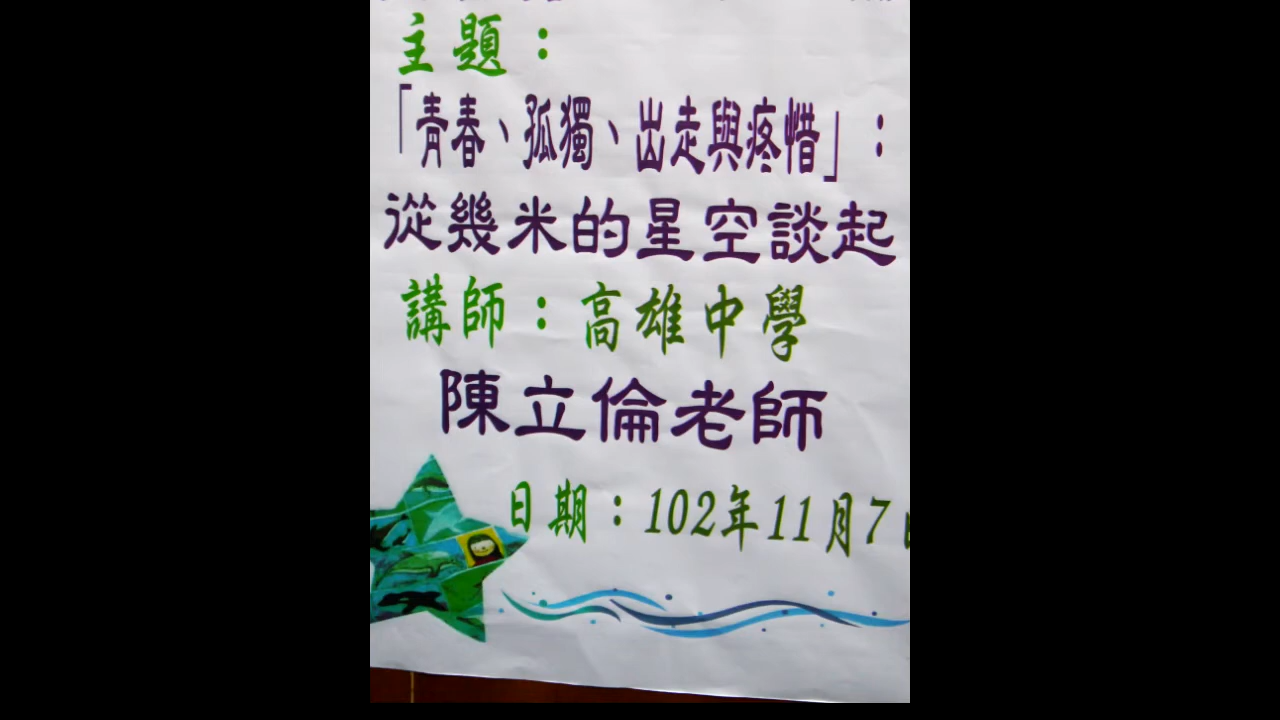 主題：
「青春、孤獨、出走與疼惜」：
從幾米的星空談起
講師：高雄中學
陳立倫老師
日期：102年11月7日